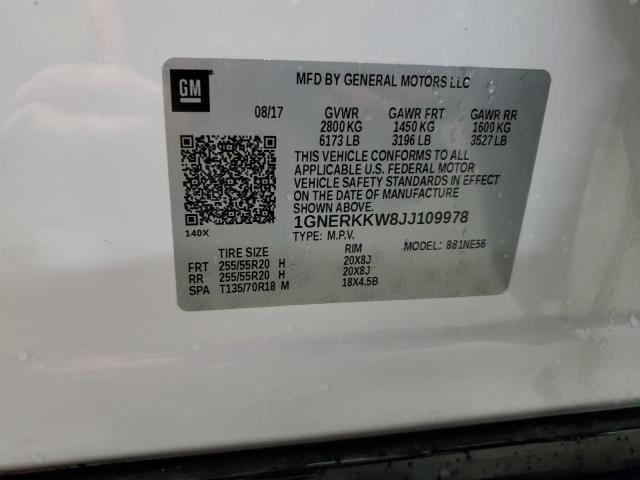 GM
MFD BY GENERAL MOTORS LLC
08/17 GVWR GAWR FRT GAWR RR
2800 KG 1450 KG 1600 KG
6173 LB 3196 LB 3527 LB
THIS VEHICLE CONFORMS TO ALL
APPLICABLE U.S. FEDERAL MOTOR
VEHICLE SAFETY STANDARDS IN EFFECT
ON THE DATE OF MANUFACTURE
SHOWN ABOVE.
140X
1GNERKKW8JJ109978
TYPE: M.P.V. MODEL: 881NE56
TIRE SIZE RIM
FRT 255/55R20 H 20X8J
RR 255/55R20 H 20X8J
SPA T135/70R18 M 18X4.5B